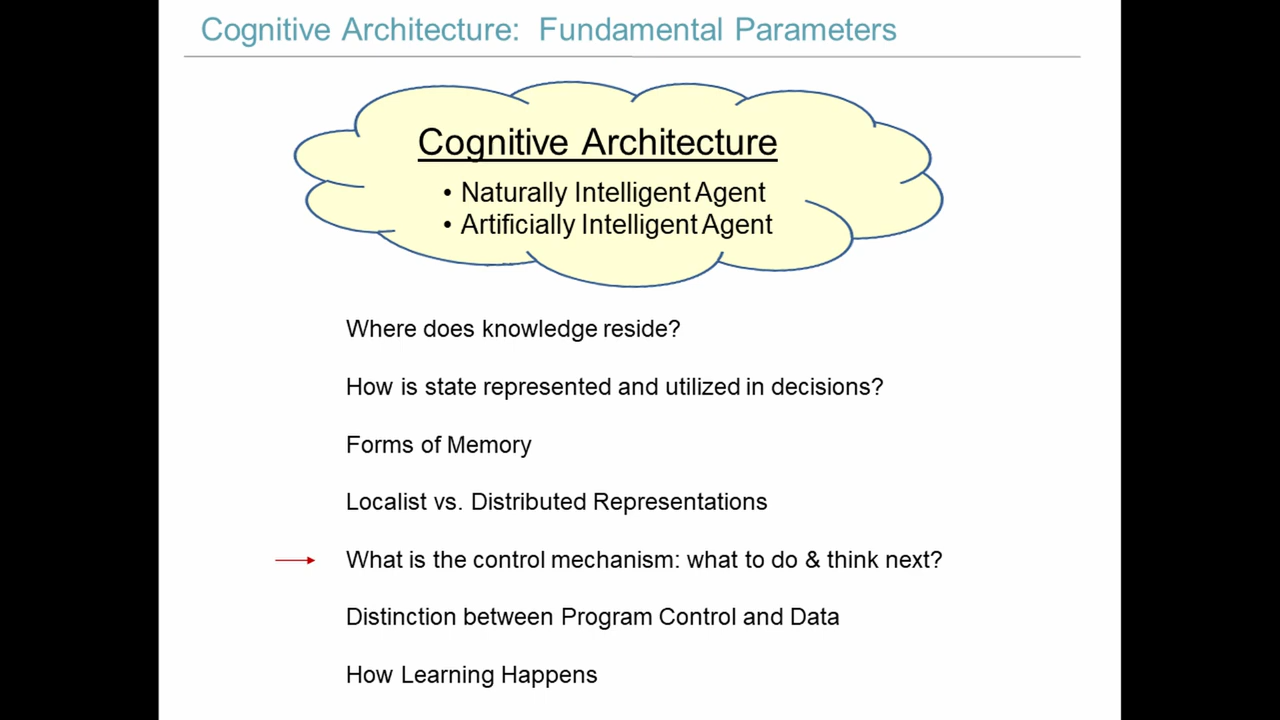 Cognitive Architecture: Fundamental Parameters
Cognitive Architecture
• Naturally Intelligent Agent
• Artificially Intelligent Agent
Where does knowledge reside?
How is state represented and utilized in decisions?
Forms of Memory
Localist vs. Distributed Representations
What is the control mechanism: what to do & think next?
Distinction between Program Control and Data
How Learning Happens